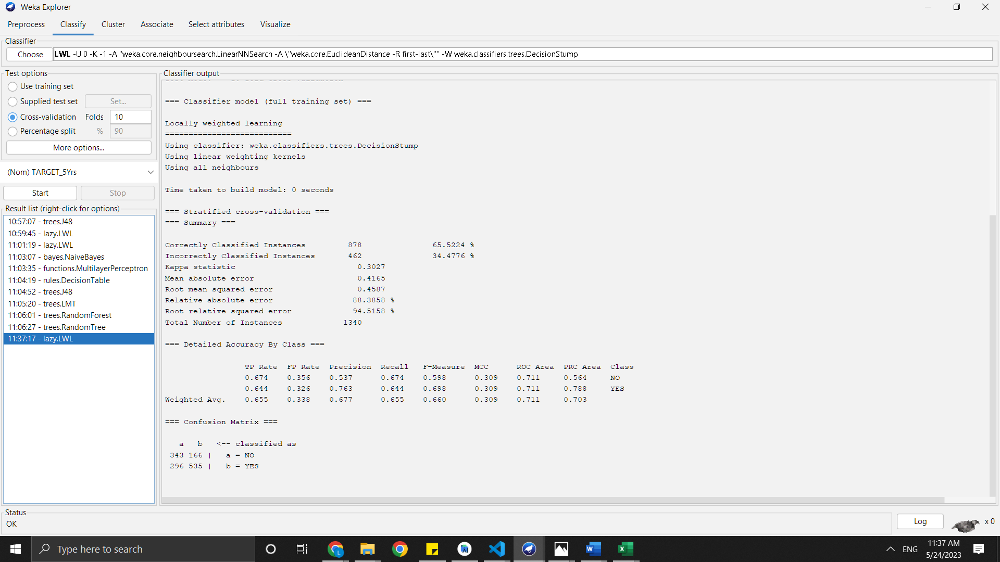 Weka Explorer
Preprocess Classify Cluster Associate Select attributes Visualize
Classifier
Choose LWL -U 0 -K -1 -A "weka.core.neighboursearch.LinearNNSearch -A \"weka.core.EuclideanDistance -R first-last\"" -W weka.classifiers.trees.DecisionStump
Test options
Use training set
Supplied test set Set...
Cross-validation Folds 10
Percentage split % 90
More options...
(Nom) TARGET_5Yrs
Start Stop
Result list (right-click for options)
10:57:07 - trees.J48
10:59:45 - lazy.LWL
11:01:19 - lazy.LWL
11:03:07 - bayes.NaiveBayes
11:03:35 - functions.MultilayerPerceptron
11:04:19 - rules.DecisionTable
11:04:52 - trees.J48
11:05:20 - trees.LMT
11:06:01 - trees.RandomForest
11:06:27 - trees.RandomTree
11:37:17 - lazy.LWL
Classifier output
=== Classifier model (full training set) ===
Locally weighted learning
===========================
Using classifier: weka.classifiers.trees.DecisionStump
Using linear weighting kernels
Using all neighbours
Time taken to build model: 0 seconds
=== Stratified cross-validation ===
=== Summary ===
Correctly Classified Instances 878 65.5224 %
Incorrectly Classified Instances 462 34.4776 %
Kappa statistic 0.3027
Mean absolute error 0.4165
Root mean squared error 0.4587
Relative absolute error 88.3858 %
Root relative squared error 94.5158 %
Total Number of Instances 1340
=== Detailed Accuracy By Class ===
TP Rate FP Rate Precision Recall F-Measure MCC ROC Area PRC Area Class
0.674 0.356 0.537 0.674 0.598 0.309 0.711 0.564 NO
0.644 0.326 0.763 0.644 0.698 0.309 0.711 0.788 YES
Weighted Avg. 0.655 0.338 0.677 0.655 0.660 0.309 0.711 0.703
=== Confusion Matrix ===
a b <-- classified as
343 166 | a = NO
296 535 | b = YES
Status
OK
Log x 0
Type here to search
ENG
11:37 AM
5/24/2023